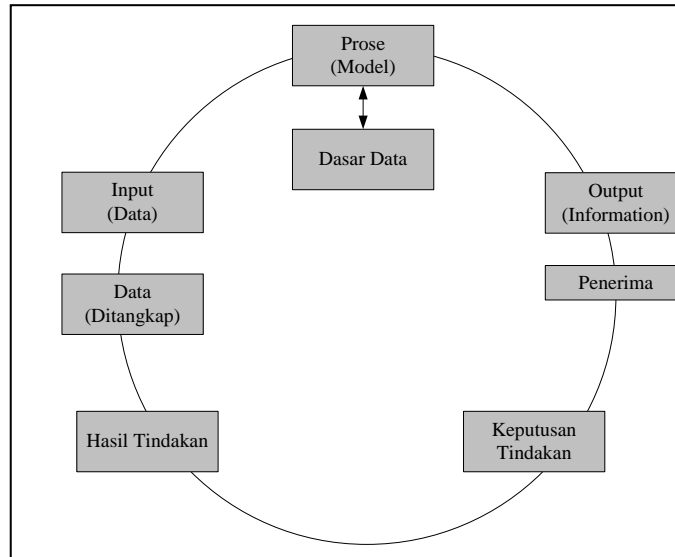 Prose
(Model)
Dasar Data
Input
(Data)
Output
(Information)
Data
(Ditangkap)
Penerima
Hasil Tindakan
Keputusan
Tindakan